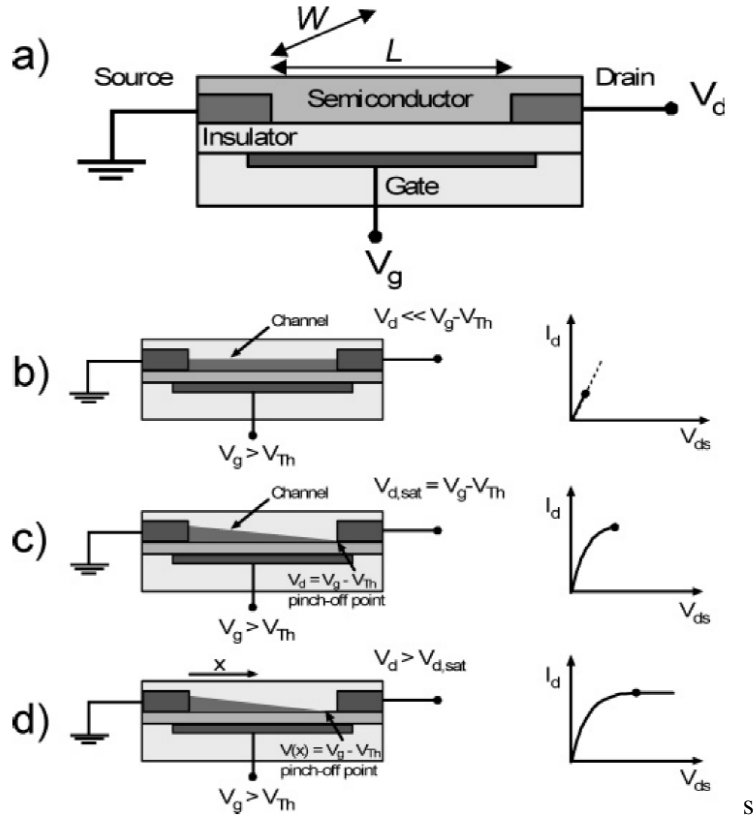 a)
W
L
Source
Drain
Semiconductor
V_d
Insulator
Gate
V_g
b)
Channel
V_d << V_g-V_Th
I_d
V_ds
V_g > V_Th
c)
Channel
V_d,sat = V_g-V_Th
I_d
V_d = V_g - V_Th
pinch-off point
V_ds
V_g > V_Th
d)
x
V_d > V_d,sat
I_d
V(x) = V_g - V_Th
pinch-off point
V_ds
V_g > V_Th
s